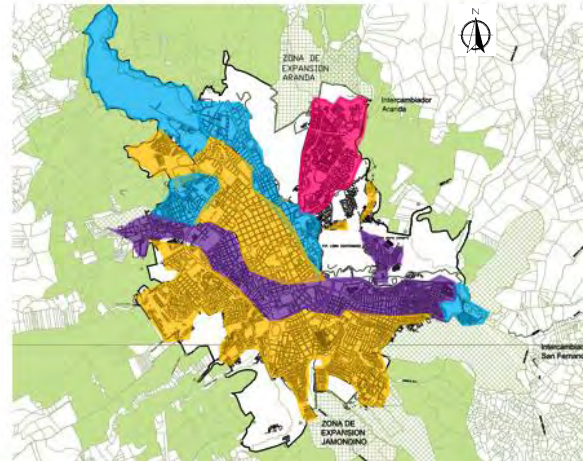 N
ZONA DE
EXPANSION
ARANDA
Intercambiador
Aranda
Intercambiador
San Fernando
ZONA DE
EXPANSION
JAMONDINO